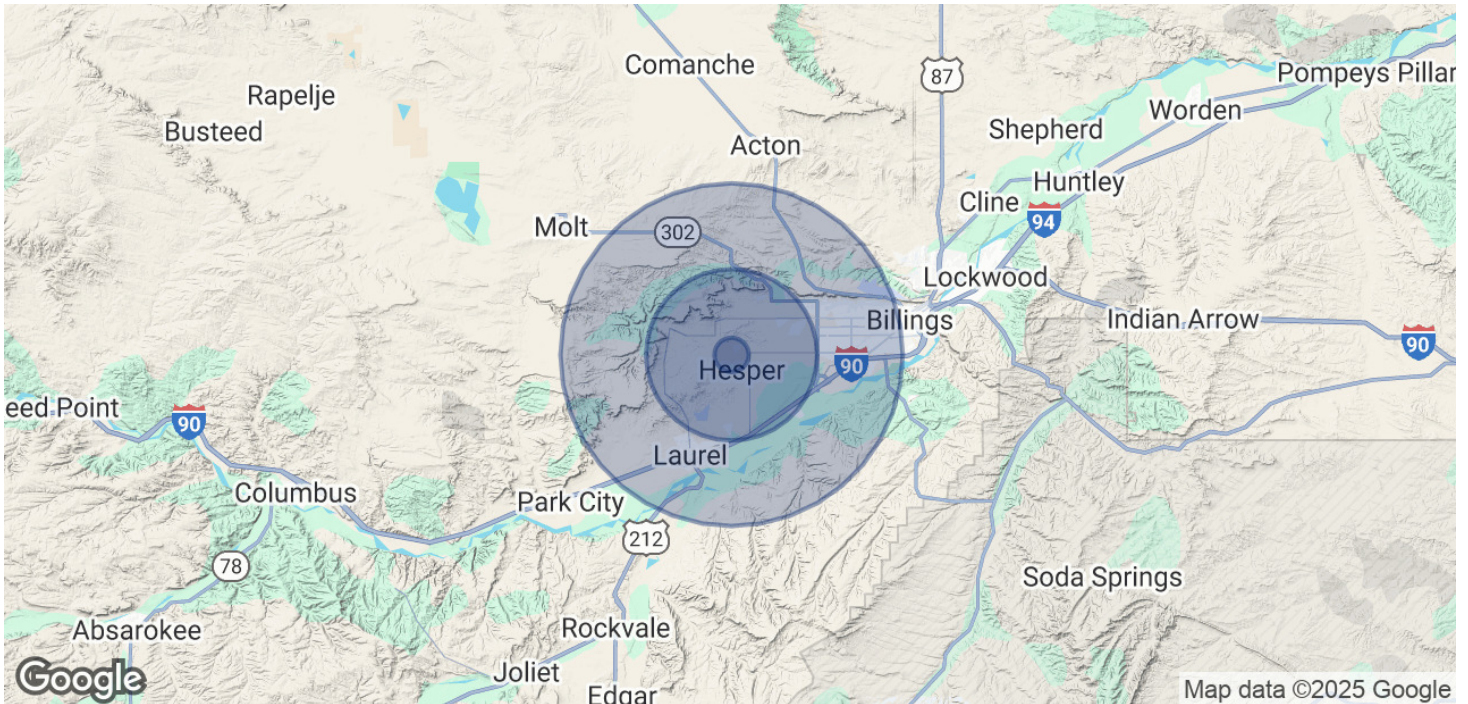 Comanche
87
Pompeys Pillar
Rapelje
Worden
Busteed
Shepherd
Acton
Huntley
Cline
94
Molt
302
Lockwood
Billings
Indian Arrow
90
90
Hesper
eed Point
90
Laurel
Columbus
Park City
212
78
Soda Springs
Absarokee
Rockvale
Joliet
Edgar
Google
Map data ©2025 Google